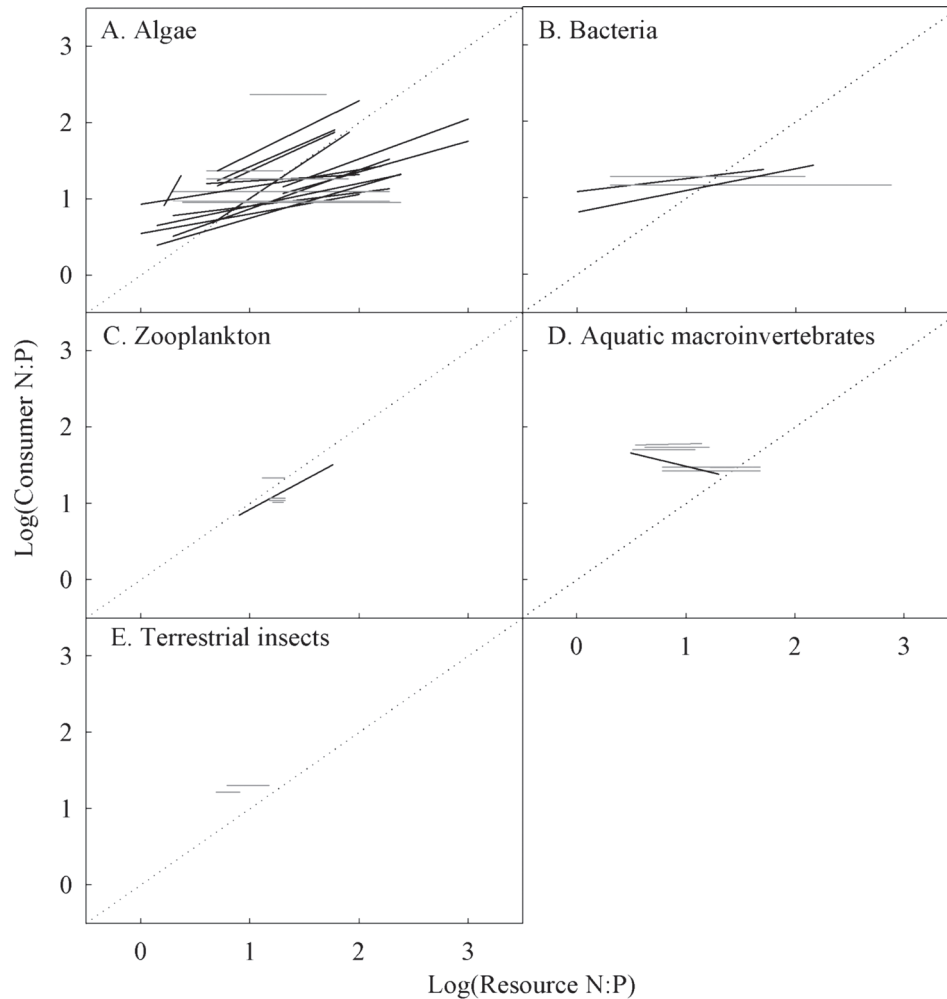 A. Algae
B. Bacteria
3
2
1
0
C. Zooplankton
D. Aquatic macroinvertebrates
3
2
1
0
Log(Consumer N:P)
E. Terrestrial insects
0 1 2 3
3
2
1
0
0 1 2 3
Log(Resource N:P)